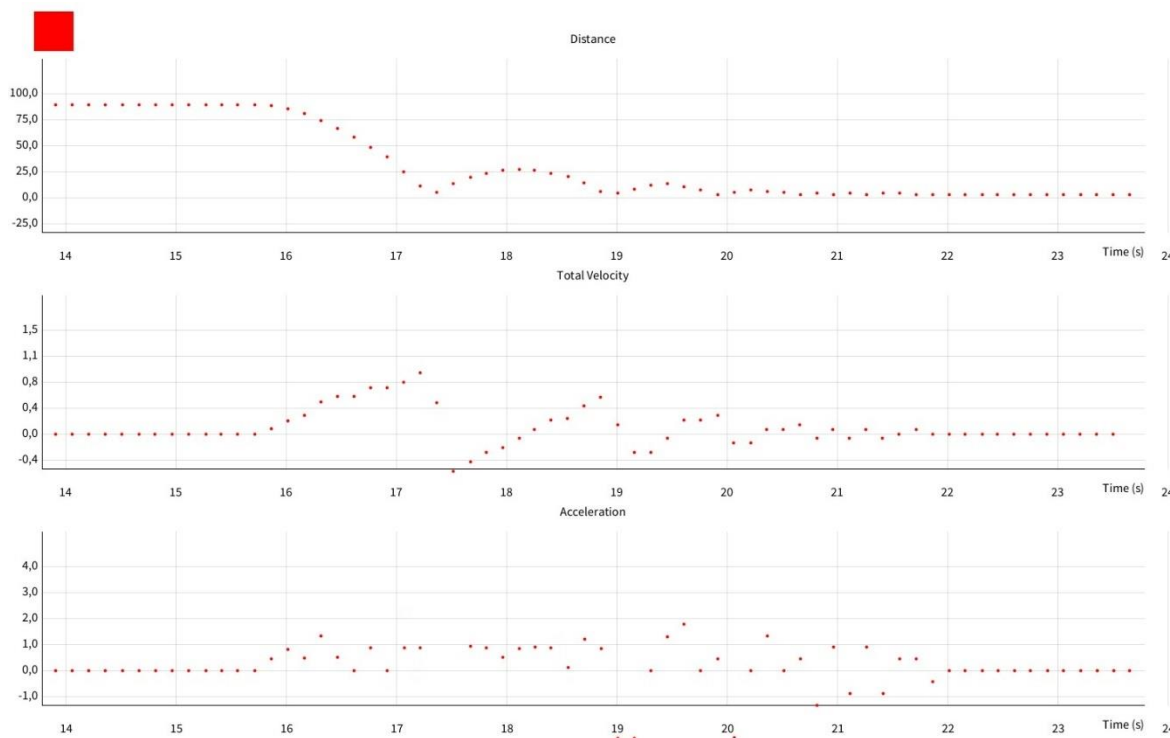 Distance
100,0
75,0
50,0
25,0
0,0
-25,0
14 15 16 17 18 19 20 21 22 23 24
Time (s)
Total Velocity
1,5
1,1
0,8
0,4
0,0
-0,4
14 15 16 17 18 19 20 21 22 23 24
Time (s)
Acceleration
4,0
3,0
2,0
1,0
0,0
-1,0
14 15 16 17 18 19 20 21 22 23 24
Time (s)